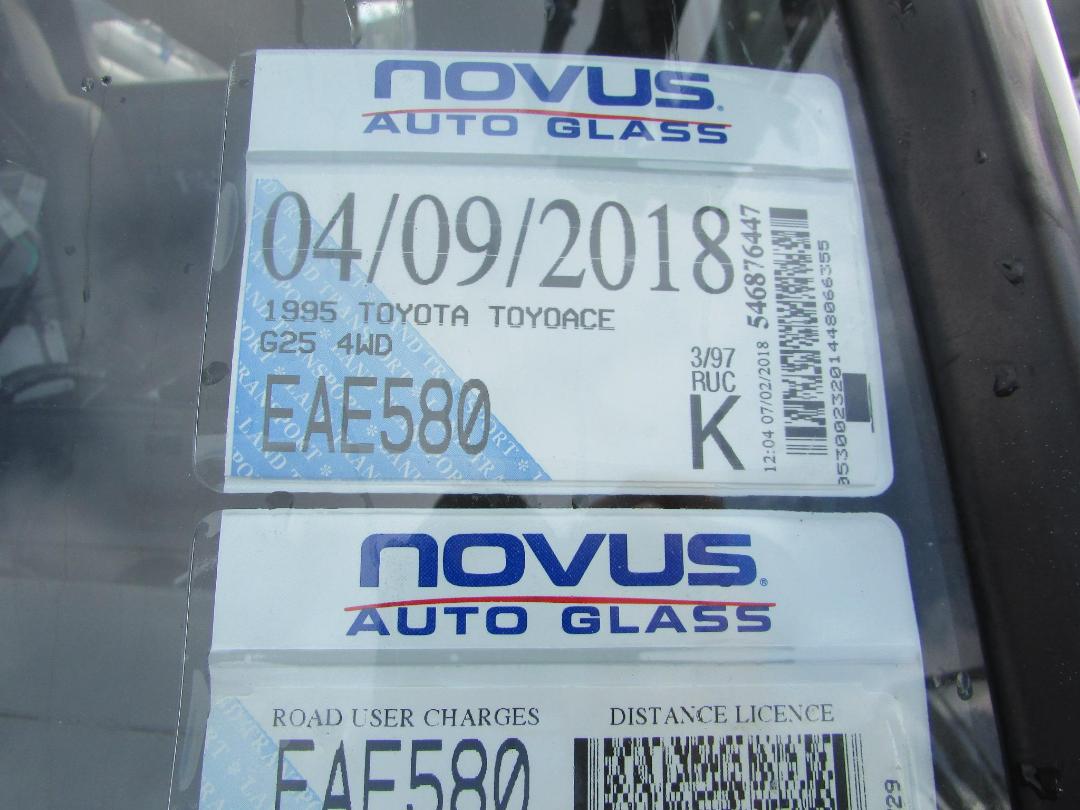 NOVUS®
AUTO GLASS
04/09/2018
1995 TOYOTA TOYOACE
G25 4WD
EAE580
3/97
RUC
K
12:04 07/02/2018 546876447
NOVUS®
AUTO GLASS
ROAD USER CHARGES
DISTANCE LICENCE
EAE580